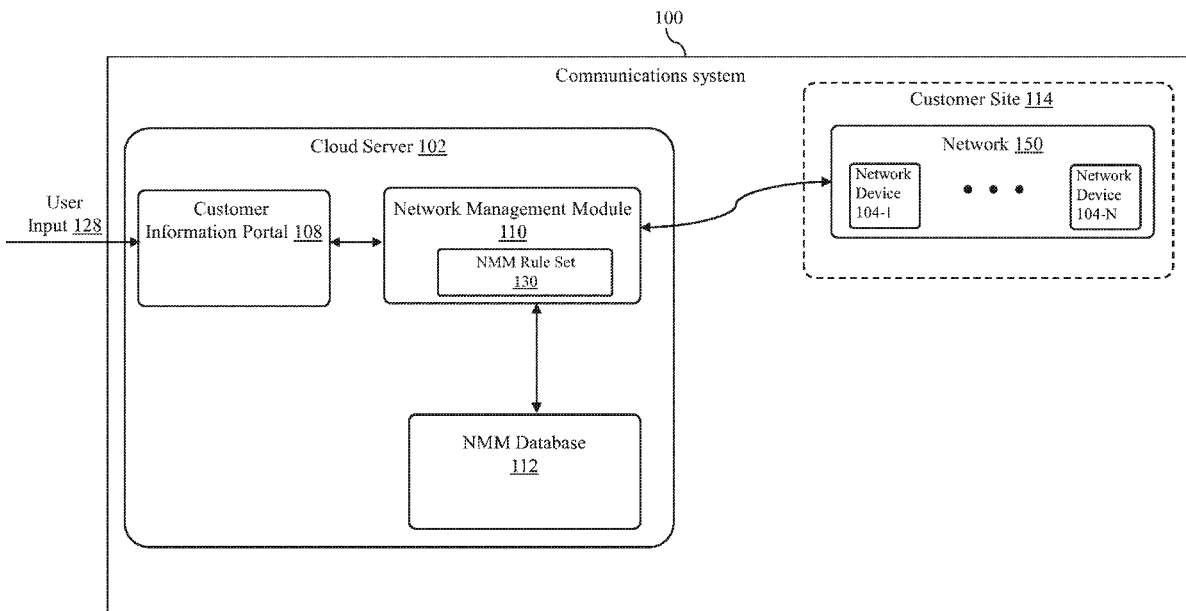 100
Communications system
Customer Site 114
Network 150
Network
Device
104-1
Network
Device
104-N
Cloud Server 102
User
Input 128
Customer
Information Portal 108
Network Management Module
110
NMM Rule Set
130
NMM Database
112